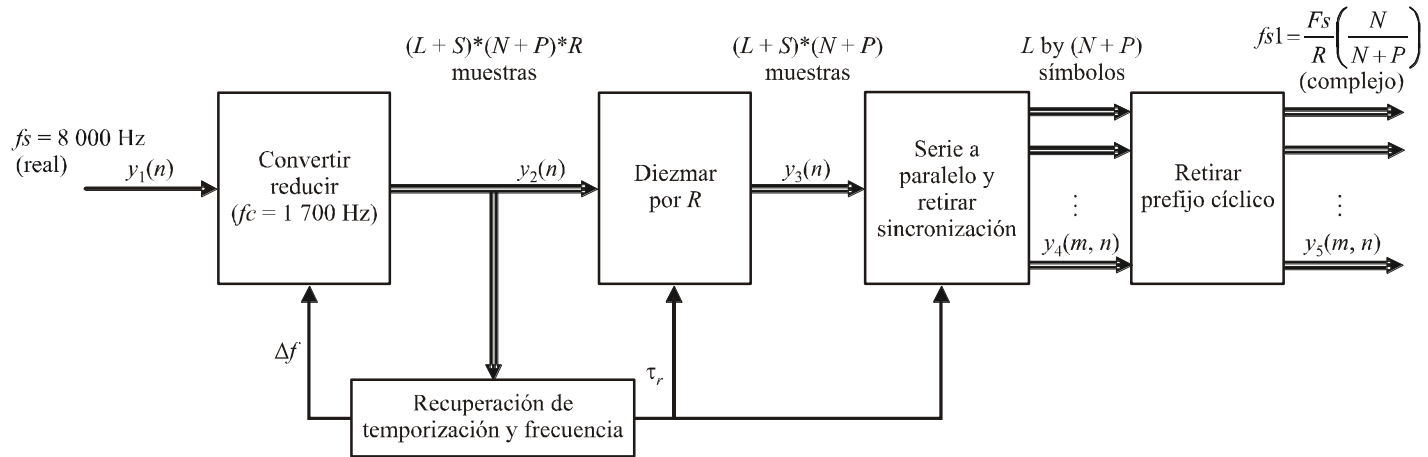 (L + S)*(N + P)*R
muestras
(L + S)*(N + P)
muestras
L by (N + P)
símbolos
fs1 = Fs/R (N/(N + P))
(complejo)
fs = 8 000 Hz
(real)
y1(n)
Convertir
reducir
(fc = 1 700 Hz)
y2(n)
Diezmar
por R
y3(n)
Serie a
paralelo y
retirar
sincronización
⋮
y4(m, n)
Retirar
prefijo cíclico
⋮
y5(m, n)
Δf
τr
Recuperación de
temporización y frecuencia